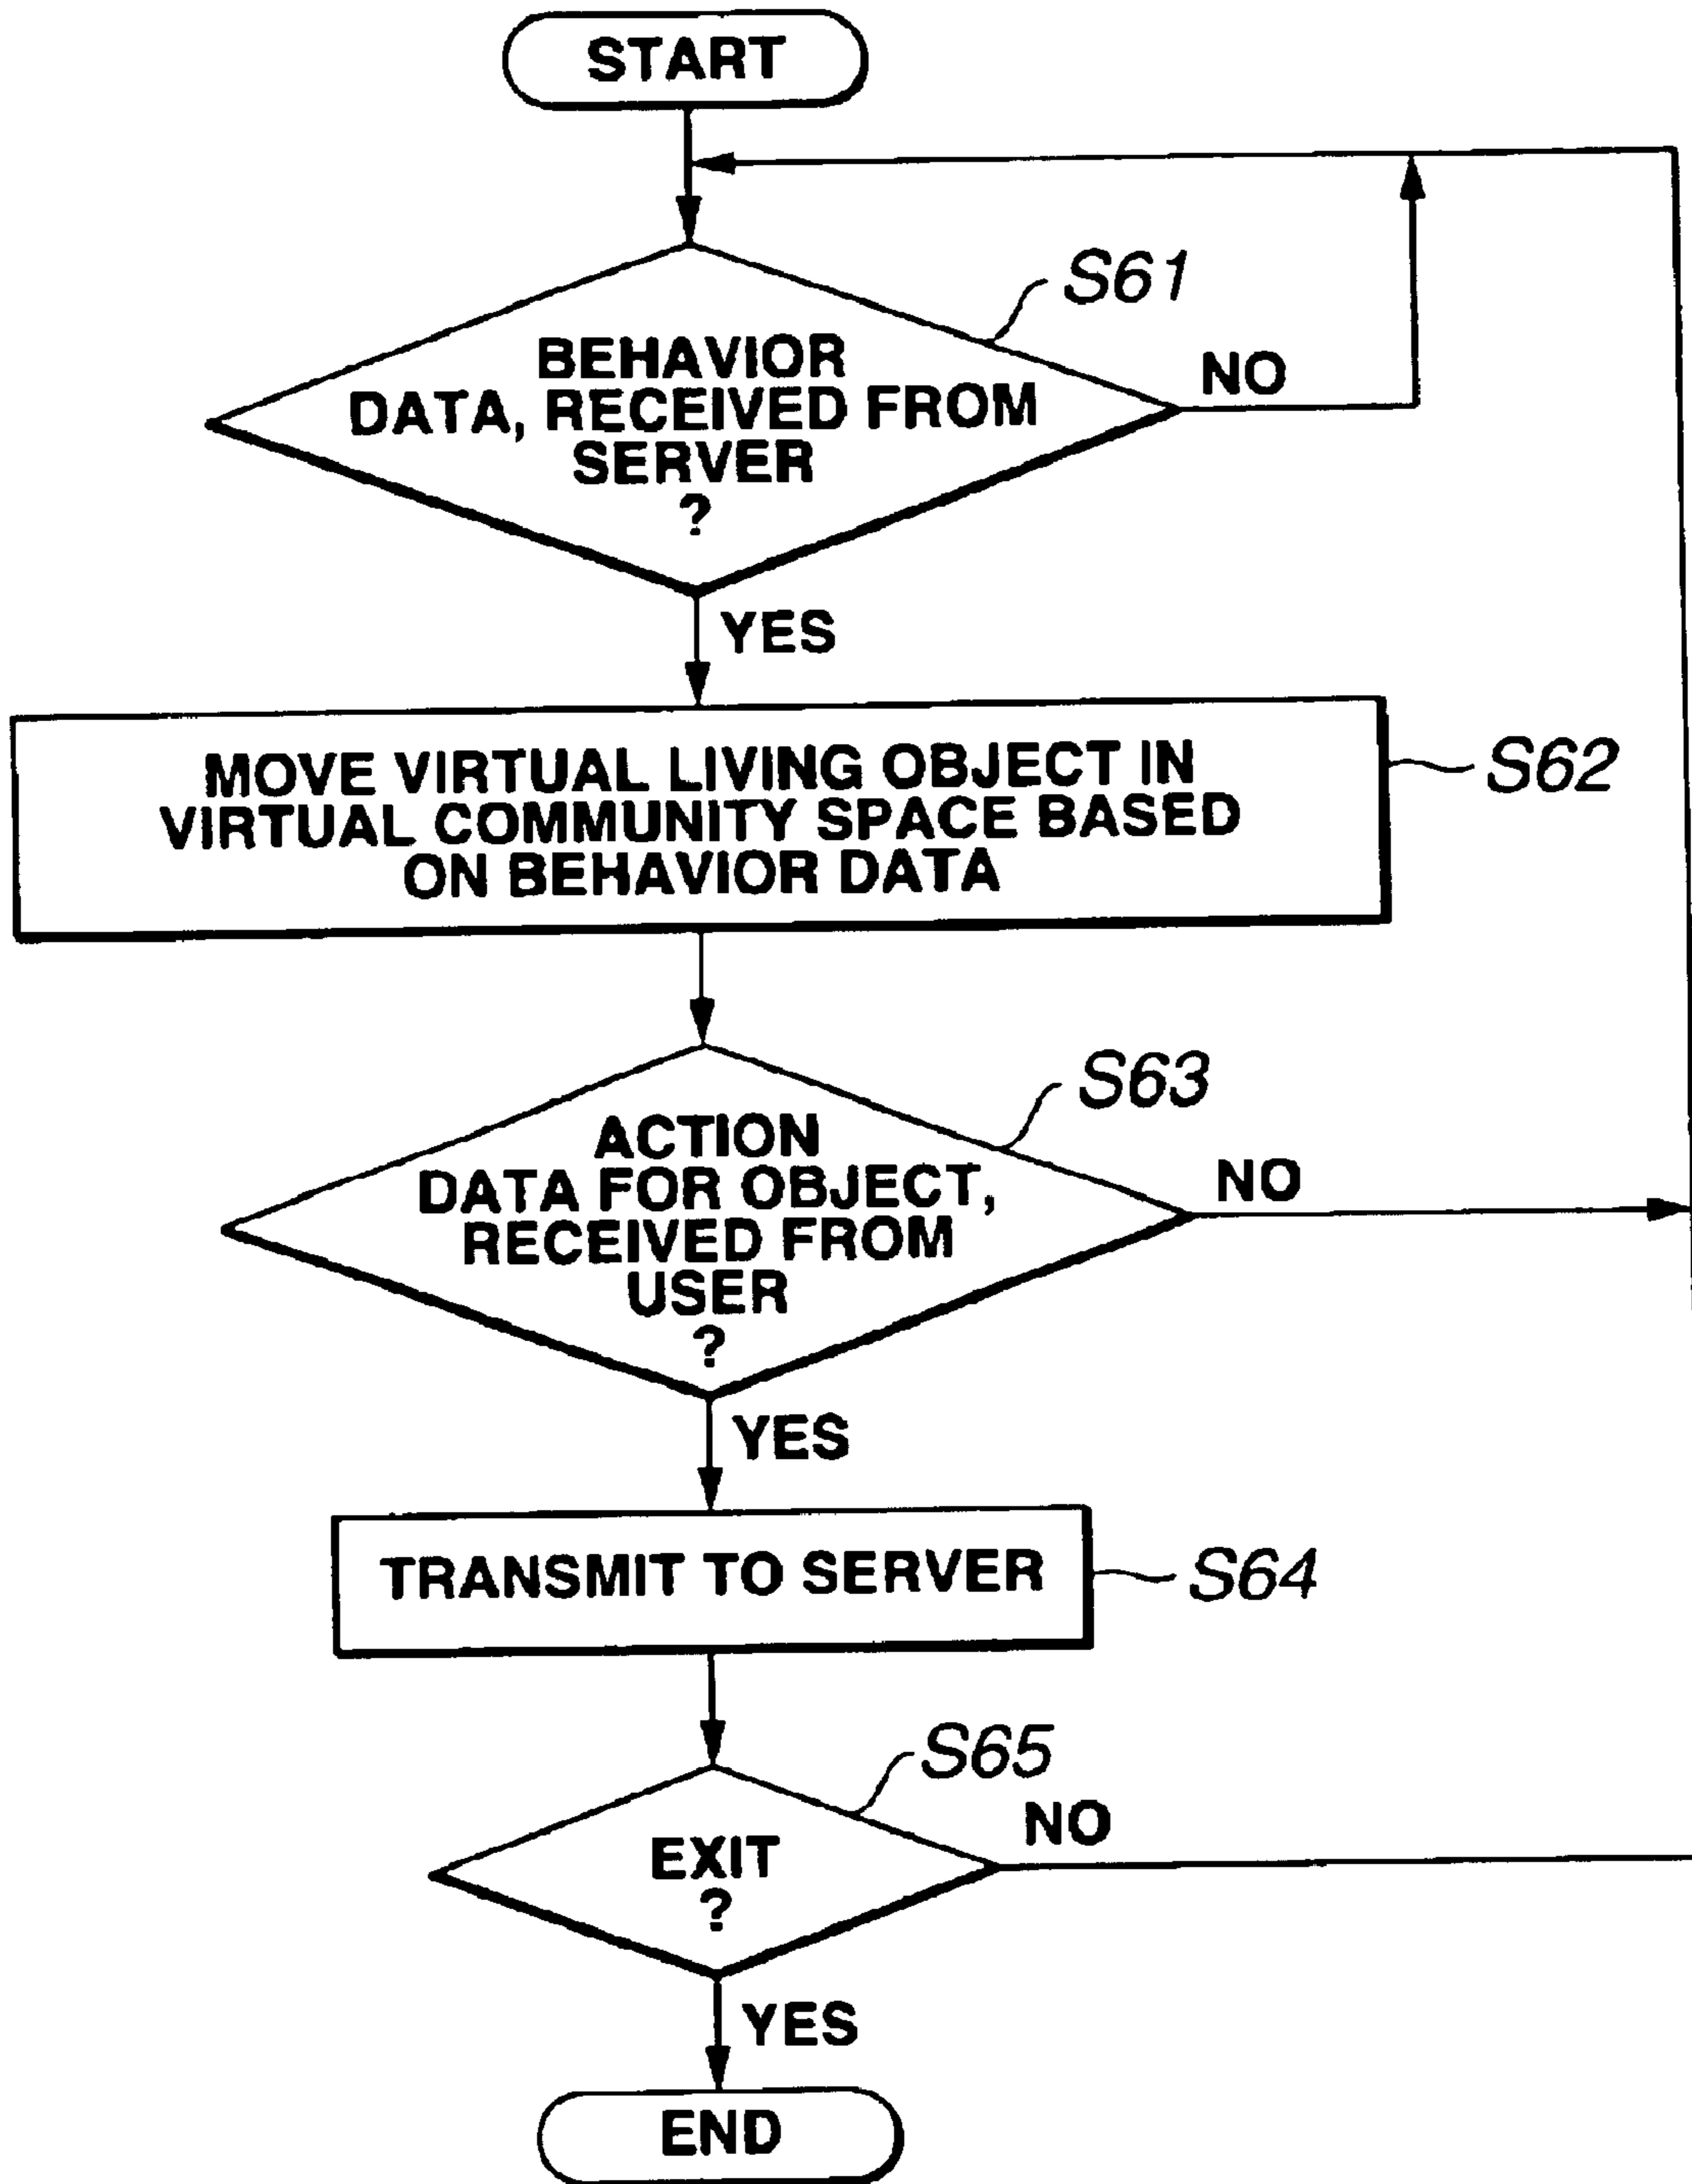 START
S61
BEHAVIOR
DATA, RECEIVED FROM
SERVER
?
NO
YES
MOVE VIRTUAL LIVING OBJECT IN
VIRTUAL COMMUNITY SPACE BASED
ON BEHAVIOR DATA
S62
S63
ACTION
DATA FOR OBJECT,
RECEIVED FROM
USER
?
NO
YES
TRANSMIT TO SERVER
S64
S65
EXIT
?
NO
YES
END